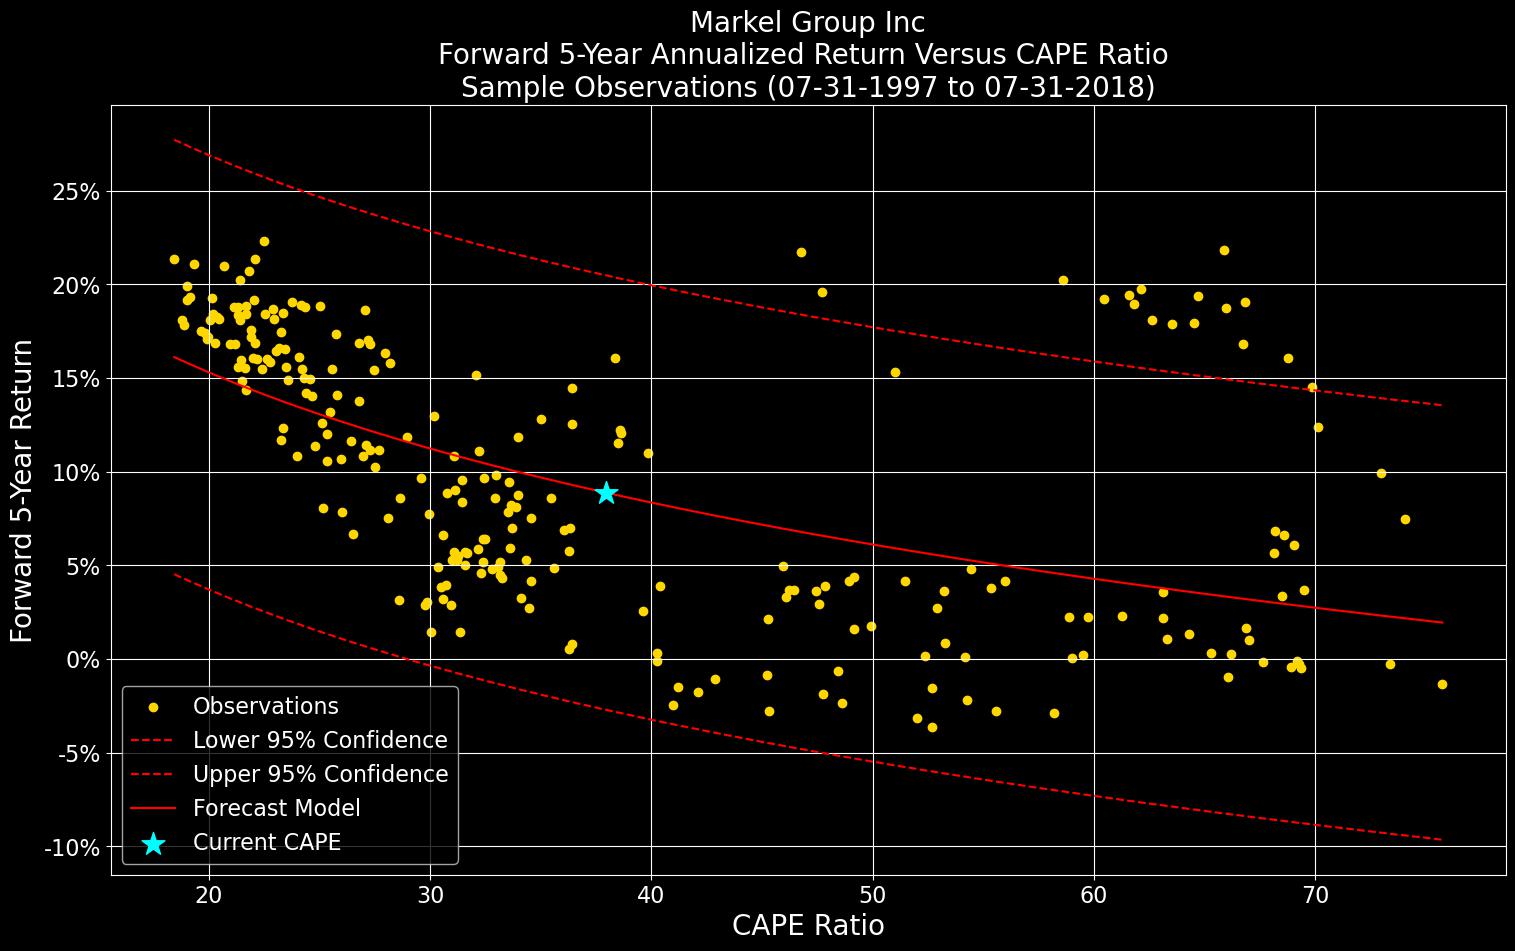 Markel Group Inc
Forward 5-Year Annualized Return Versus CAPE Ratio
Sample Observations (07-31-1997 to 07-31-2018)
Forward 5-Year Return
25%
20%
15%
10%
5%
0%
-5%
-10%
Observations
Lower 95% Confidence
Upper 95% Confidence
Forecast Model
Current CAPE
20 30 40 50 60 70
CAPE Ratio